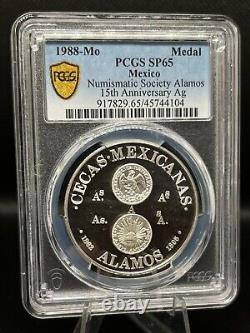 1988-Mo Medal
PCGS SP65
Mexico
Numismatic Society Alamos
15th Anniversary Ag
917829.65/45744104
PCGS
·CECAS·MEXICANAS·
A
ALAMOS
PCGS